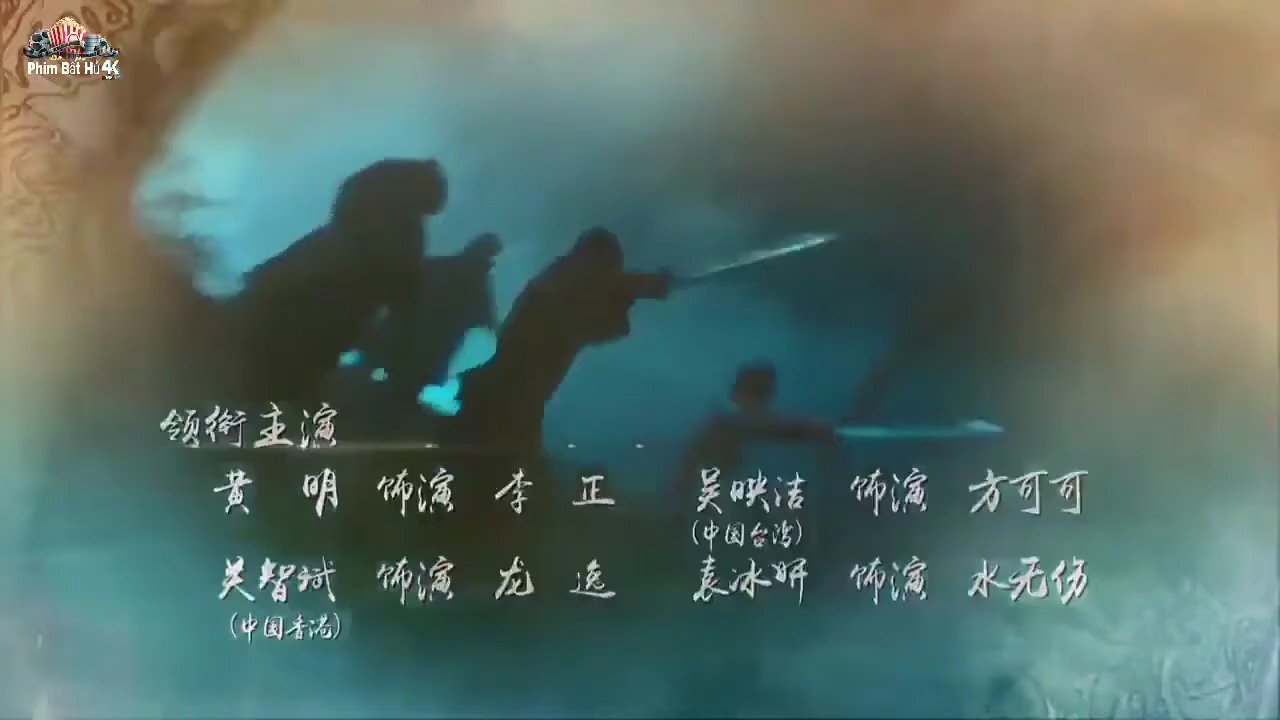 Phim Bất Hủ 4K
领衔主演
黄 明 饰演 李 正 吴映洁 饰演 方可可
(中国台湾)
吴智斌 饰演 龙 逸 袁冰妍 饰演 水无伤
(中国香港)